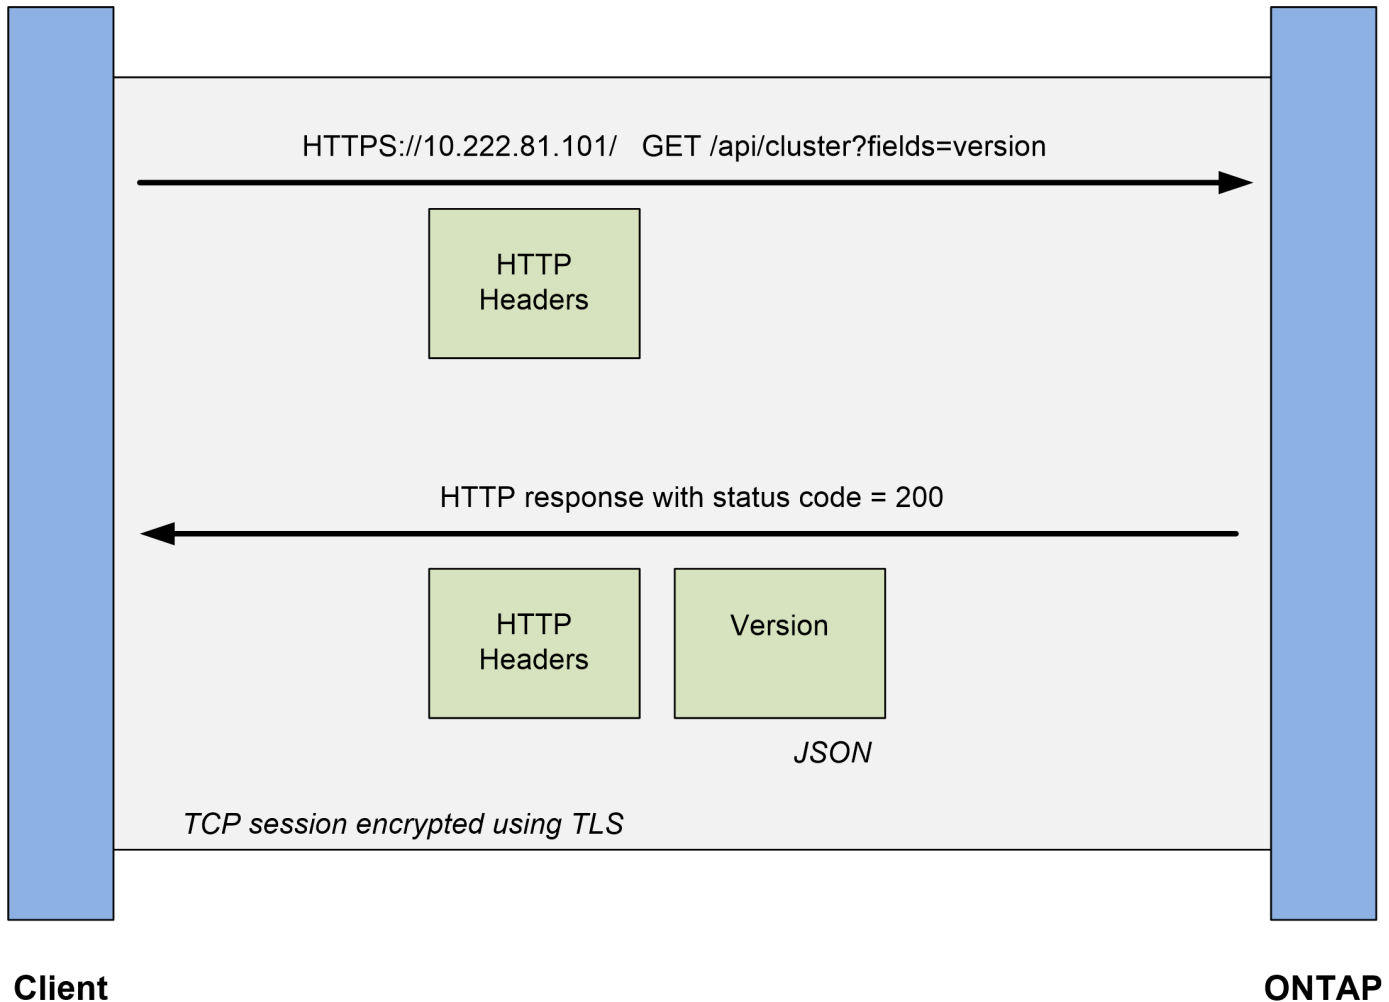 HTTPS://10.222.81.101/   GET /api/cluster?fields=version
HTTP
Headers
HTTP response with status code = 200
HTTP
Headers
Version
JSON
TCP session encrypted using TLS
Client
ONTAP